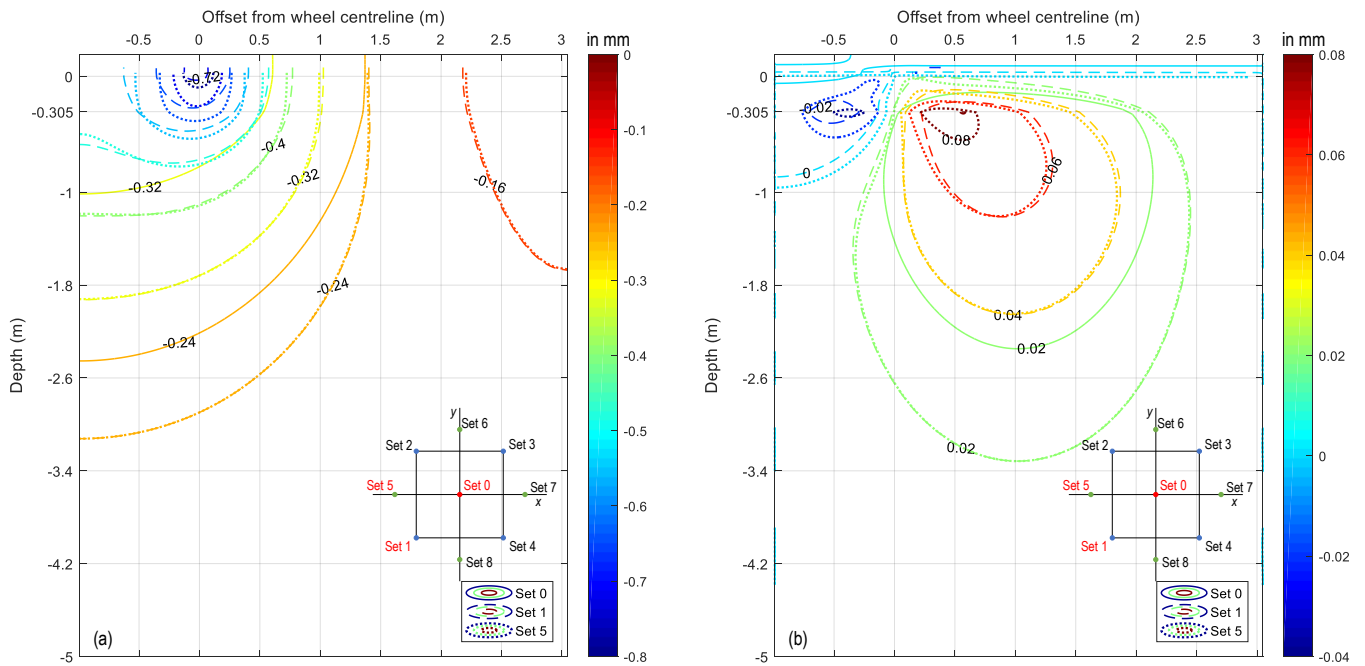 Offset from wheel centreline (m)
-0.5 0 0.5 1 1.5 2 2.5 3
in mm
0
-0.305
-1
-1.8
-2.6
-3.4
-4.2
-5
Depth (m)
-0.72
-0.4
-0.32
-0.32
-0.16
-0.24
-0.24
y
Set 6
Set 2
Set 3
Set 5
Set 0
Set 7
x
Set 1
Set 4
Set 8
Set 0
Set 1
Set 5
(a)
0
-0.1
-0.2
-0.3
-0.4
-0.5
-0.6
-0.7
-0.8
Offset from wheel centreline (m)
-0.5 0 0.5 1 1.5 2 2.5 3
in mm
0
-0.305
-1
-1.8
-2.6
-3.4
-4.2
-5
Depth (m)
-0.02
0.08
0.06
0
0.04
0.02
0.02
y
Set 6
Set 2
Set 3
Set 5
Set 0
Set 7
x
Set 1
Set 4
Set 8
Set 0
Set 1
Set 5
(b)
0.08
0.06
0.04
0.02
0
-0.02
-0.04